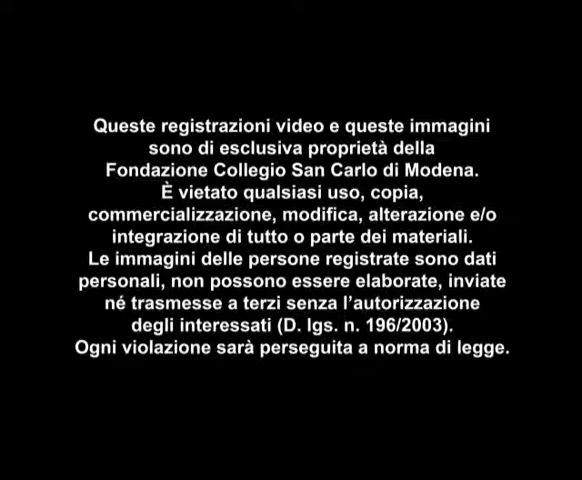 Queste registrazioni video e queste immagini
sono di esclusiva proprietà della
Fondazione Collegio San Carlo di Modena.
È vietato qualsiasi uso, copia,
commercializzazione, modifica, alterazione e/o
integrazione di tutto o parte dei materiali.
Le immagini delle persone registrate sono dati
personali, non possono essere elaborate, inviate
né trasmesse a terzi senza l'autorizzazione
degli interessati (D. lgs. n. 196/2003).
Ogni violazione sarà perseguita a norma di legge.